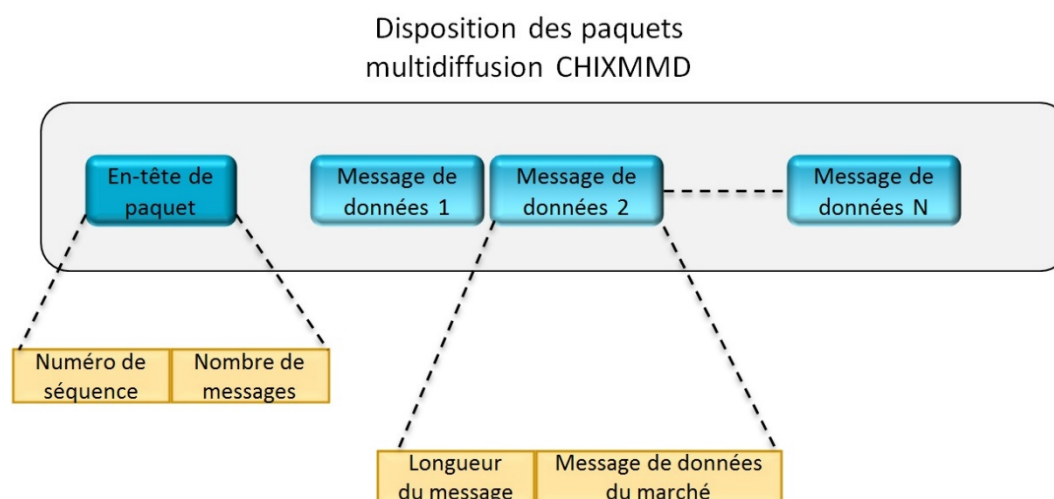 Disposition des paquets
multidiffusion CHIXMMD
En-tête de
paquet
Message de
données 1
Message de
données 2
Message de
données N
Numéro de
séquence
Nombre de
messages
Longueur
du message
Message de données
du marché